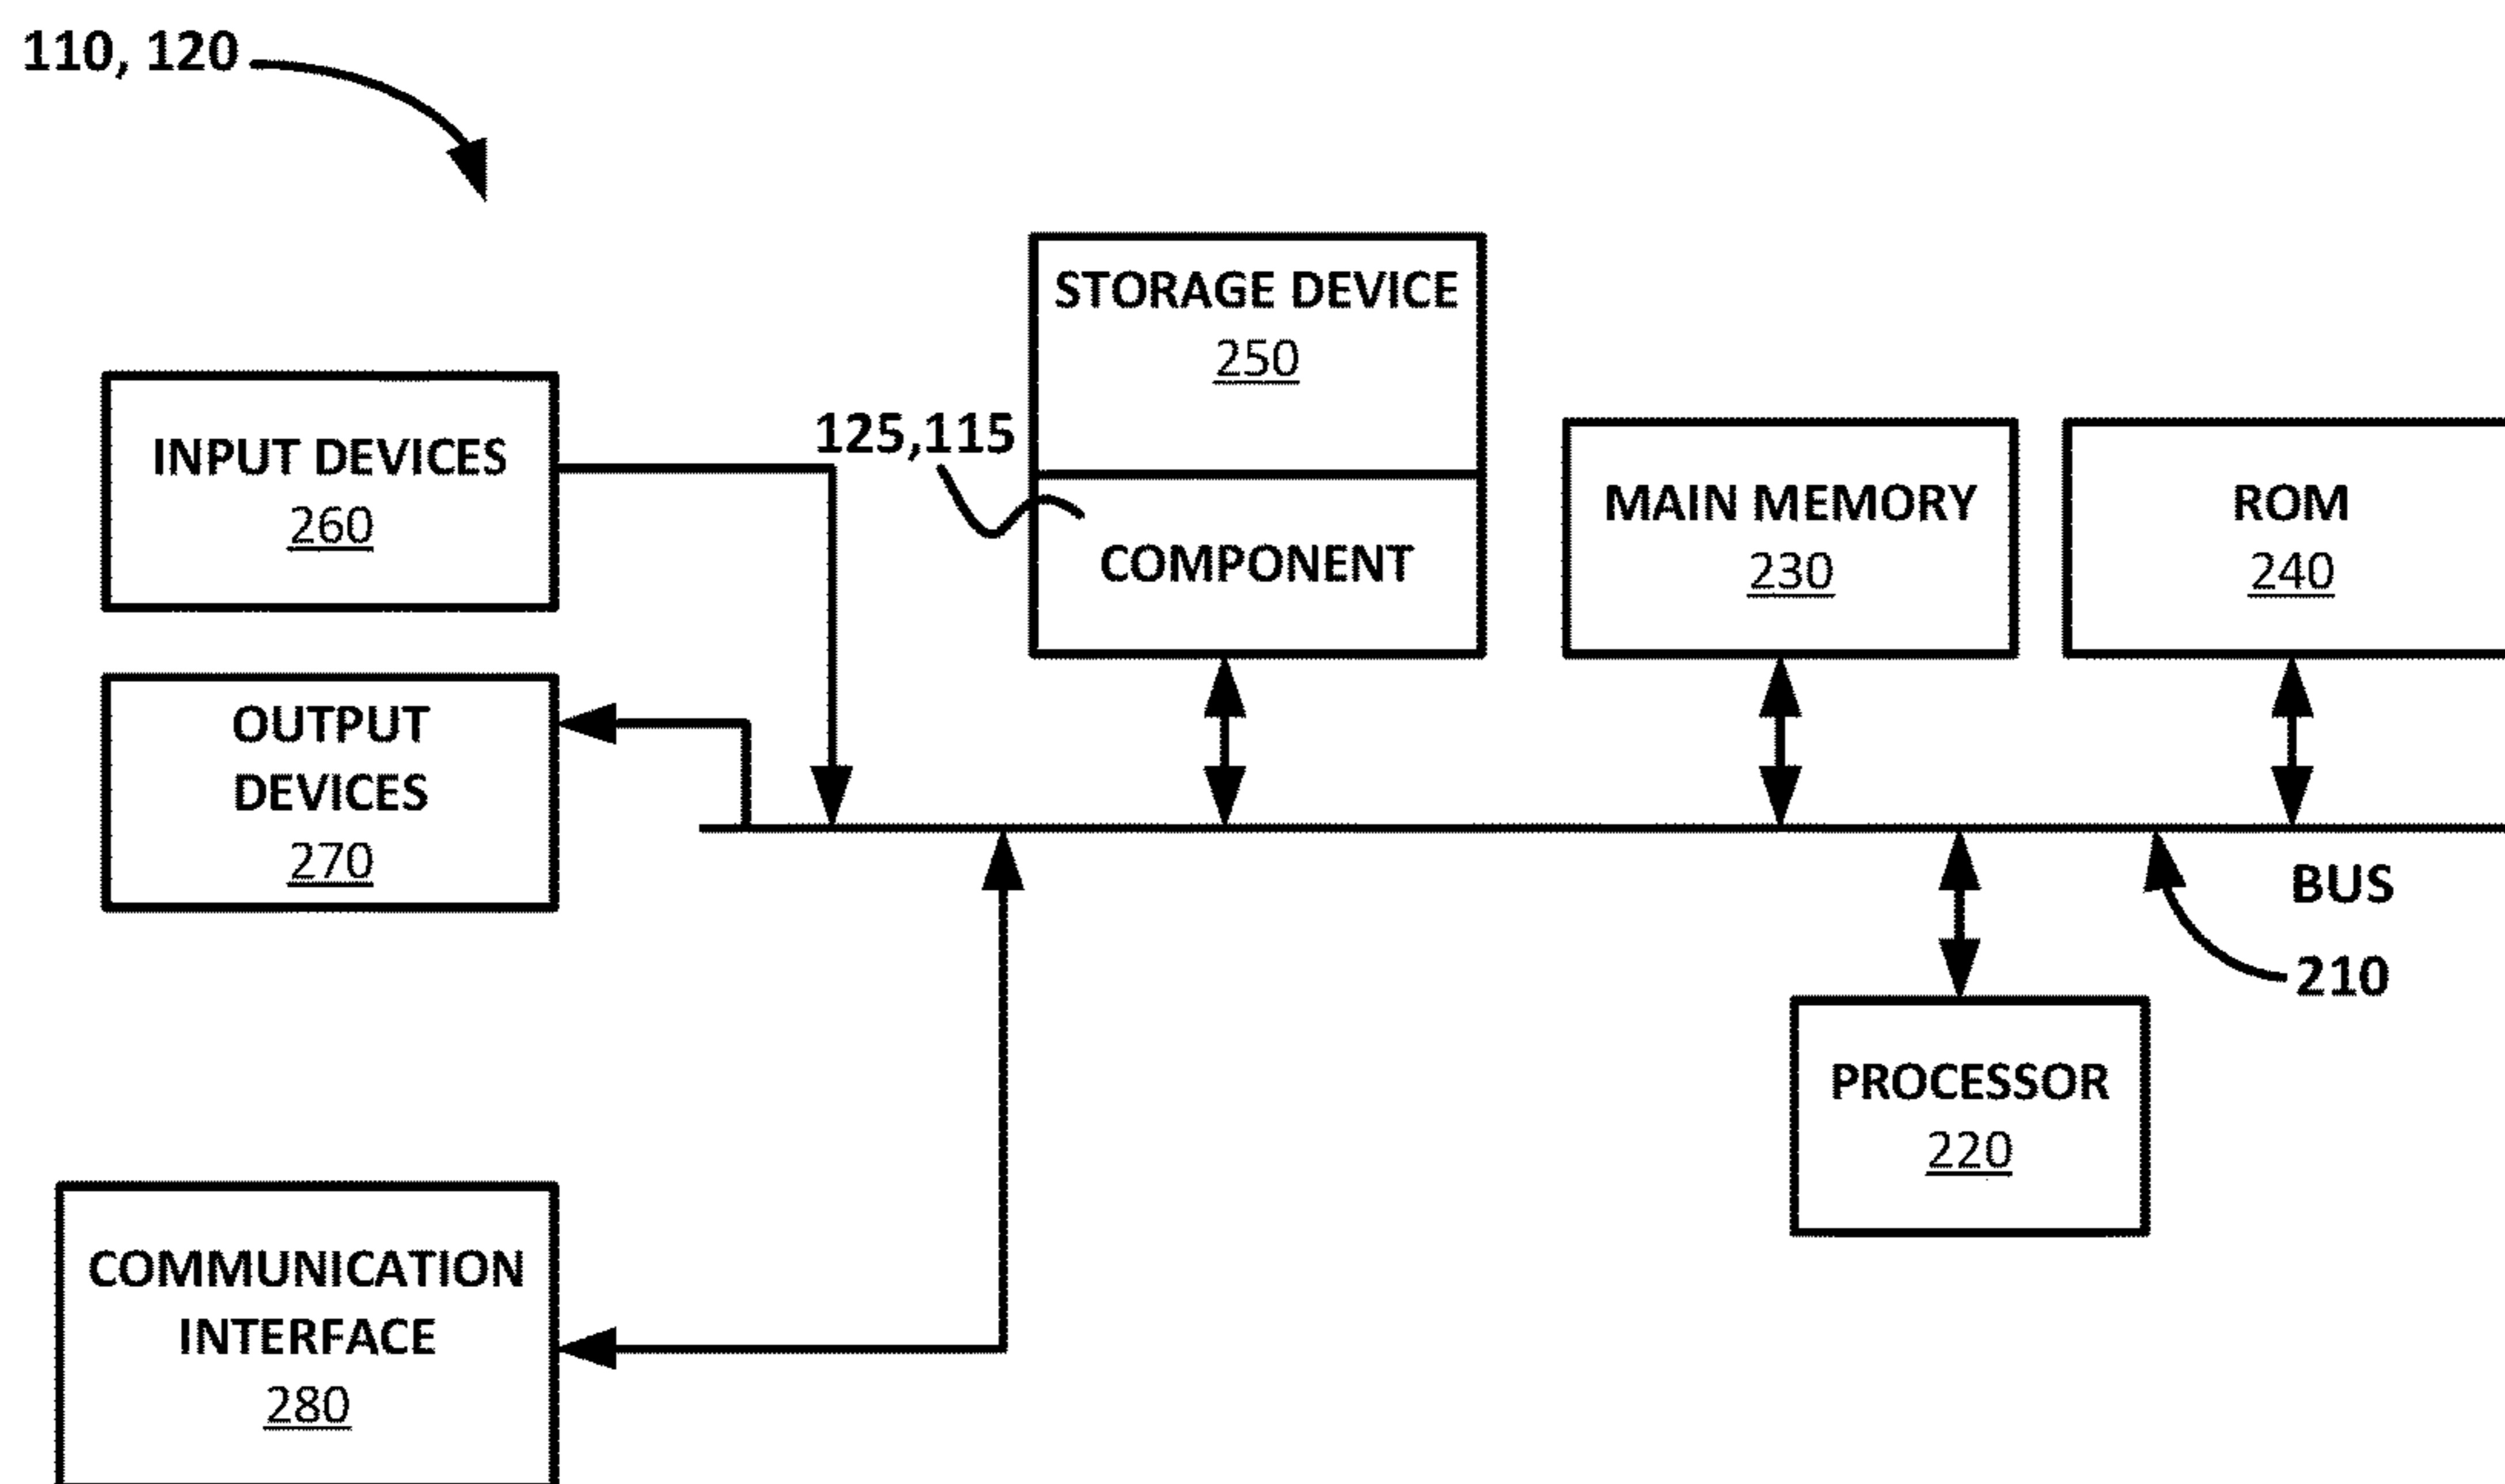 110, 120
STORAGE DEVICE
250
125,115
COMPONENT
INPUT DEVICES
260
MAIN MEMORY
230
ROM
240
OUTPUT
DEVICES
270
BUS
210
PROCESSOR
220
COMMUNICATION
INTERFACE
280